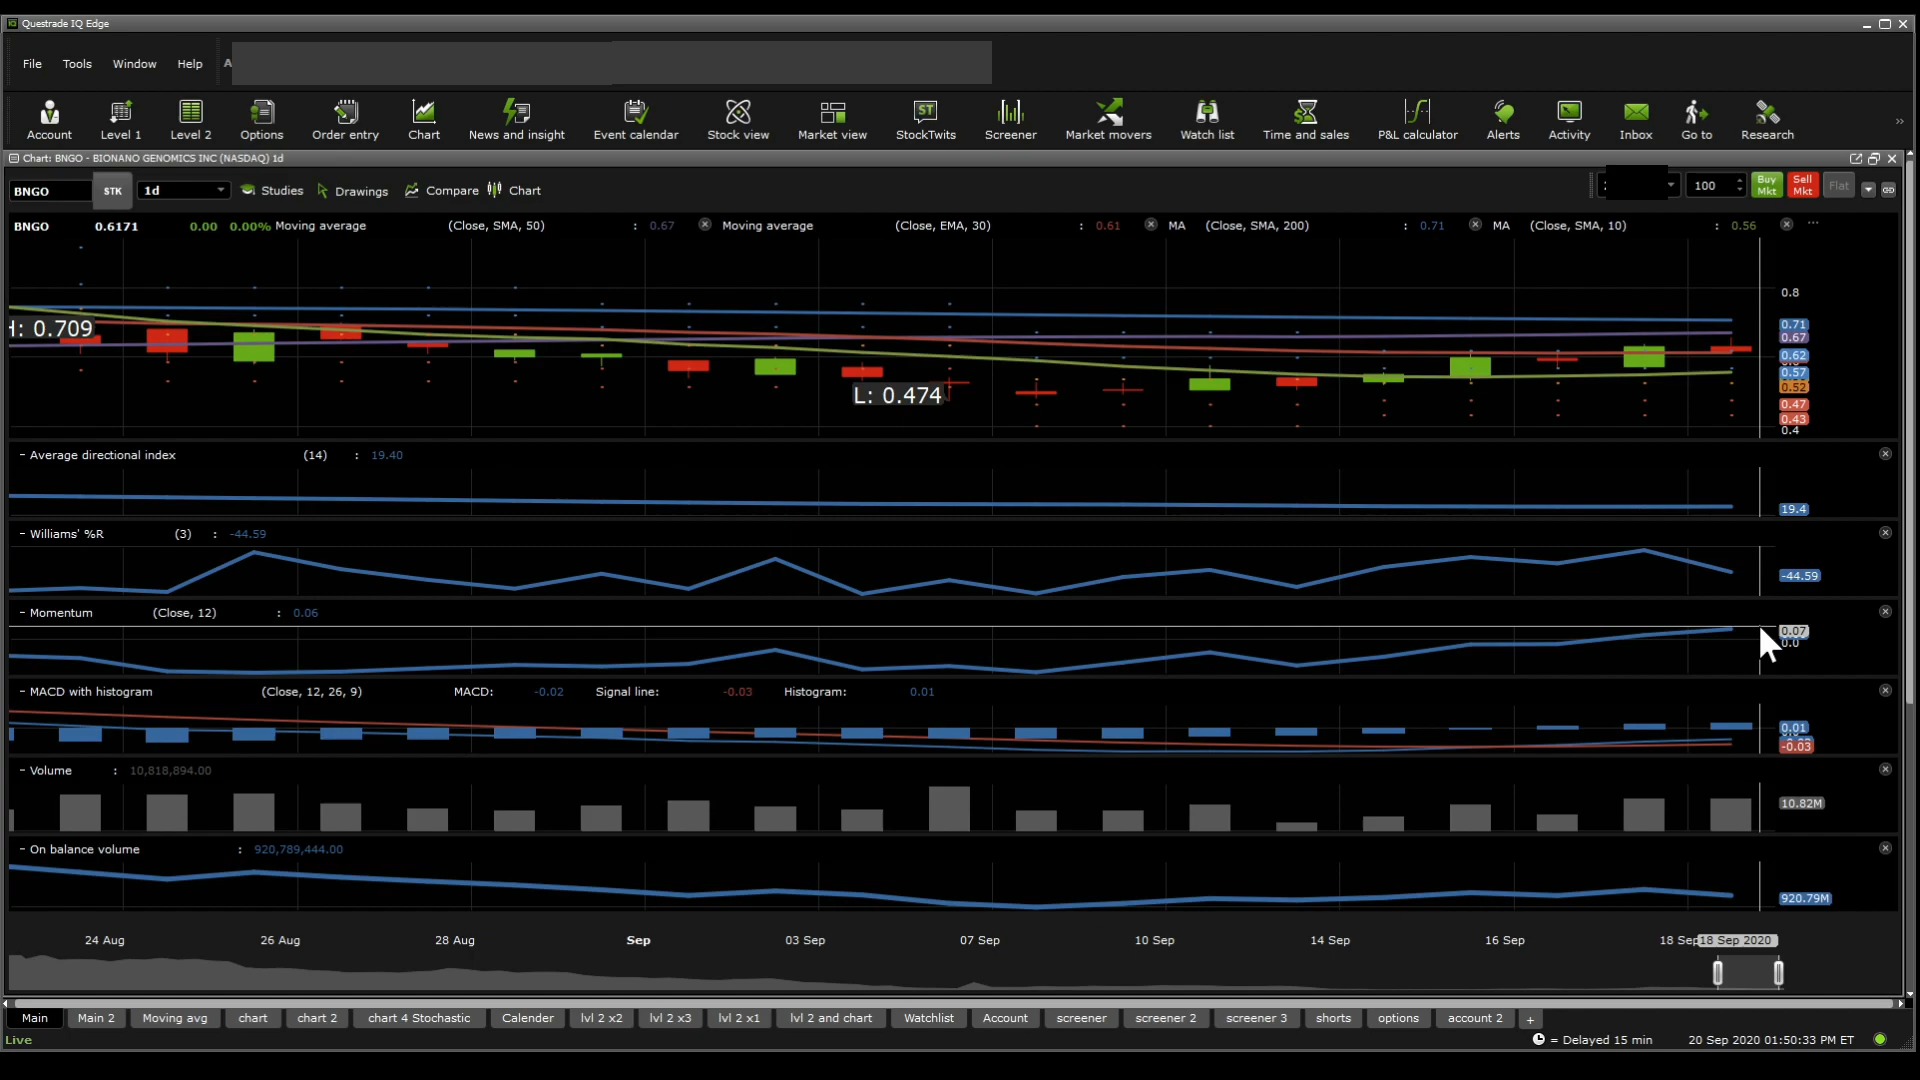 Questrade IQ Edge
File Tools Window Help A
Account Level 1 Level 2 Options Order entry Chart News and insight Event calendar Stock view Market view ST StockTwits Screener Market movers Watch list Time and sales P&L calculator Alerts Activity Inbox Go to Research »
Chart: BNGO - BIONANO GENOMICS INC (NASDAQ) 1d
BNGO STK 1d Studies Drawings Compare Chart 100 Buy Mkt Sell Mkt Flat
BNGO 0.6171 0.00 0.00% Moving average (Close, SMA, 50) : 0.67 Moving average (Close, EMA, 30) : 0.61 MA (Close, SMA, 200) : 0.71 MA (Close, SMA, 10) : 0.56 ...
0.8
H: 0.709
0.71
0.67
0.62
0.57
0.52
L: 0.474
0.47
0.43
0.4
- Average directional index (14) : 19.40
19.4
- Williams' %R (3) : -44.59
-44.59
- Momentum (Close, 12) : 0.06
0.07
0.0
- MACD with histogram (Close, 12, 26, 9) MACD: -0.02 Signal line: -0.03 Histogram: 0.01
0.01
-0.03
- Volume : 10,818,894.00
10.82M
- On balance volume : 920,789,444.00
920.79M
24 Aug 26 Aug 28 Aug Sep 03 Sep 07 Sep 10 Sep 14 Sep 16 Sep 18 Sep 18 Sep 2020
Main Main 2 Moving avg chart chart 2 chart 4 Stochastic Calender lvl 2 x2 lvl 2 x3 lvl 2 x1 lvl 2 and chart Watchlist Account screener screener 2 screener 3 shorts options account 2 +
Live = Delayed 15 min 20 Sep 2020 01:50:33 PM ET